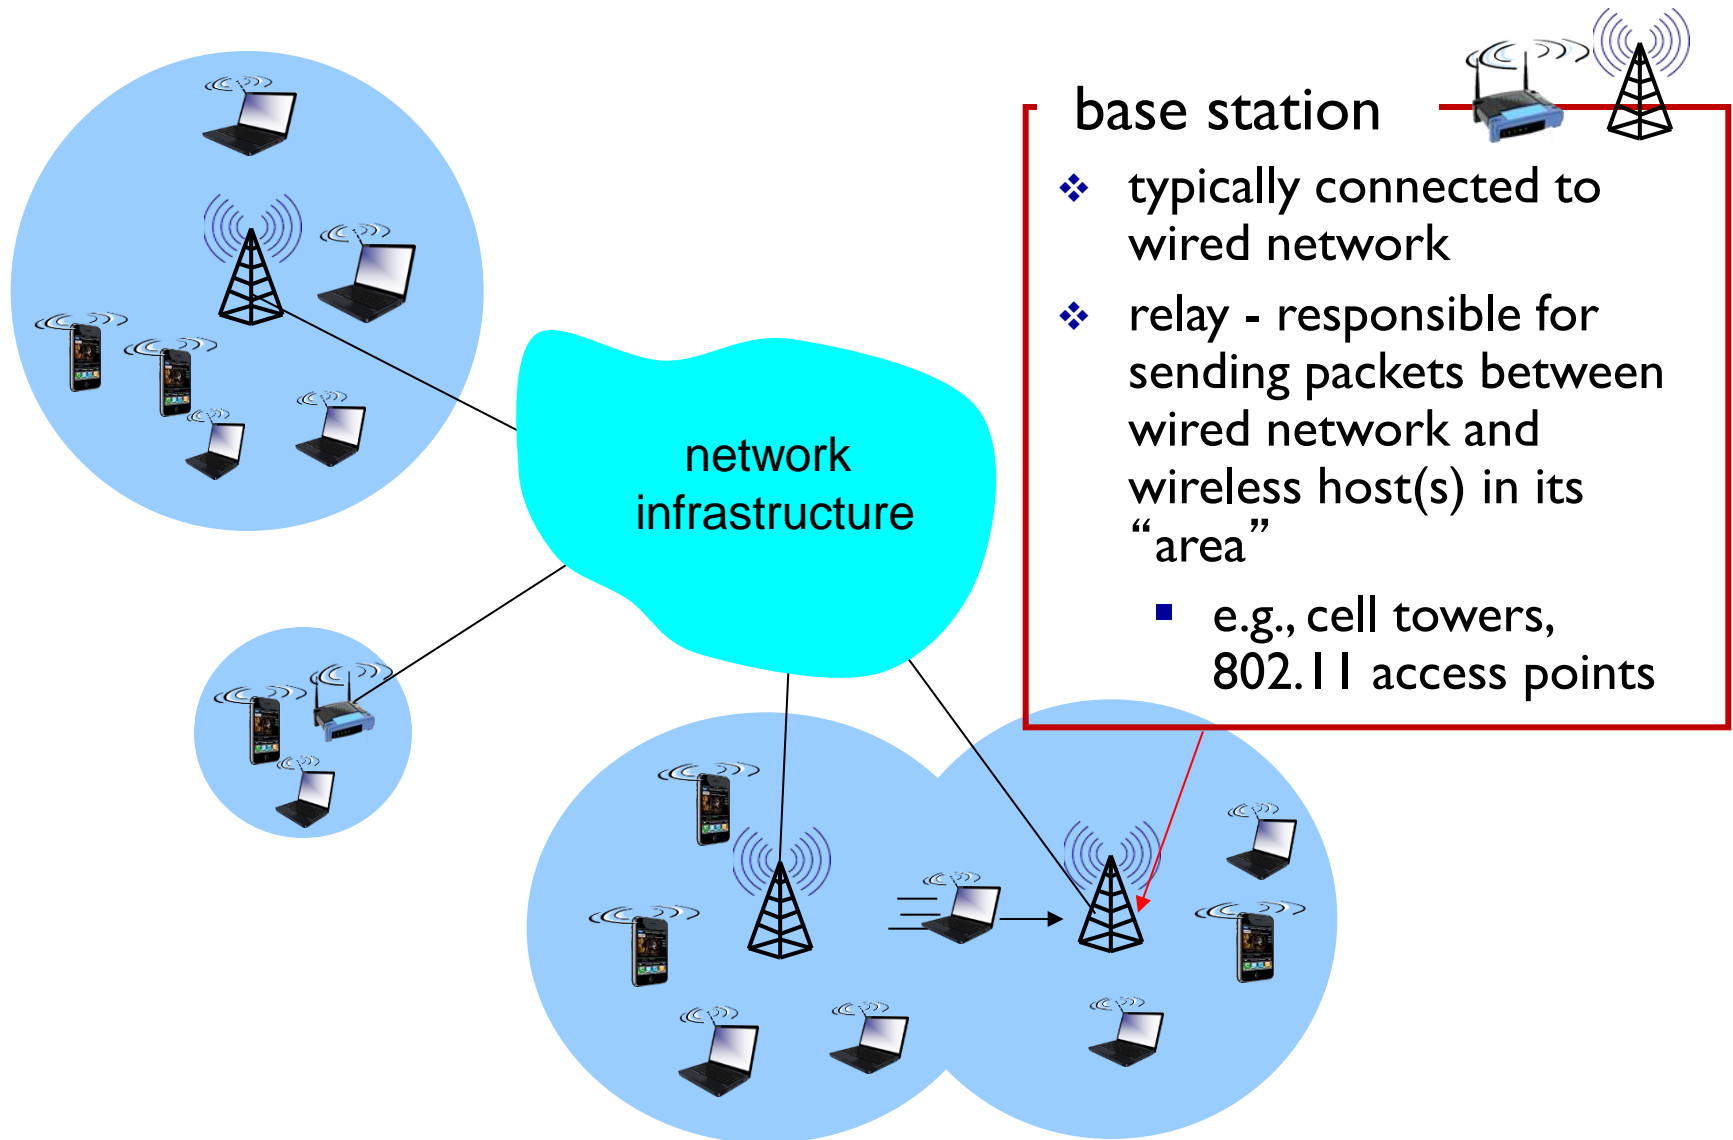 base station
❖ typically connected to
wired network
❖ relay - responsible for
sending packets between
wired network and
wireless host(s) in its
“area”
▪ e.g., cell towers,
802.11 access points
network
infrastructure